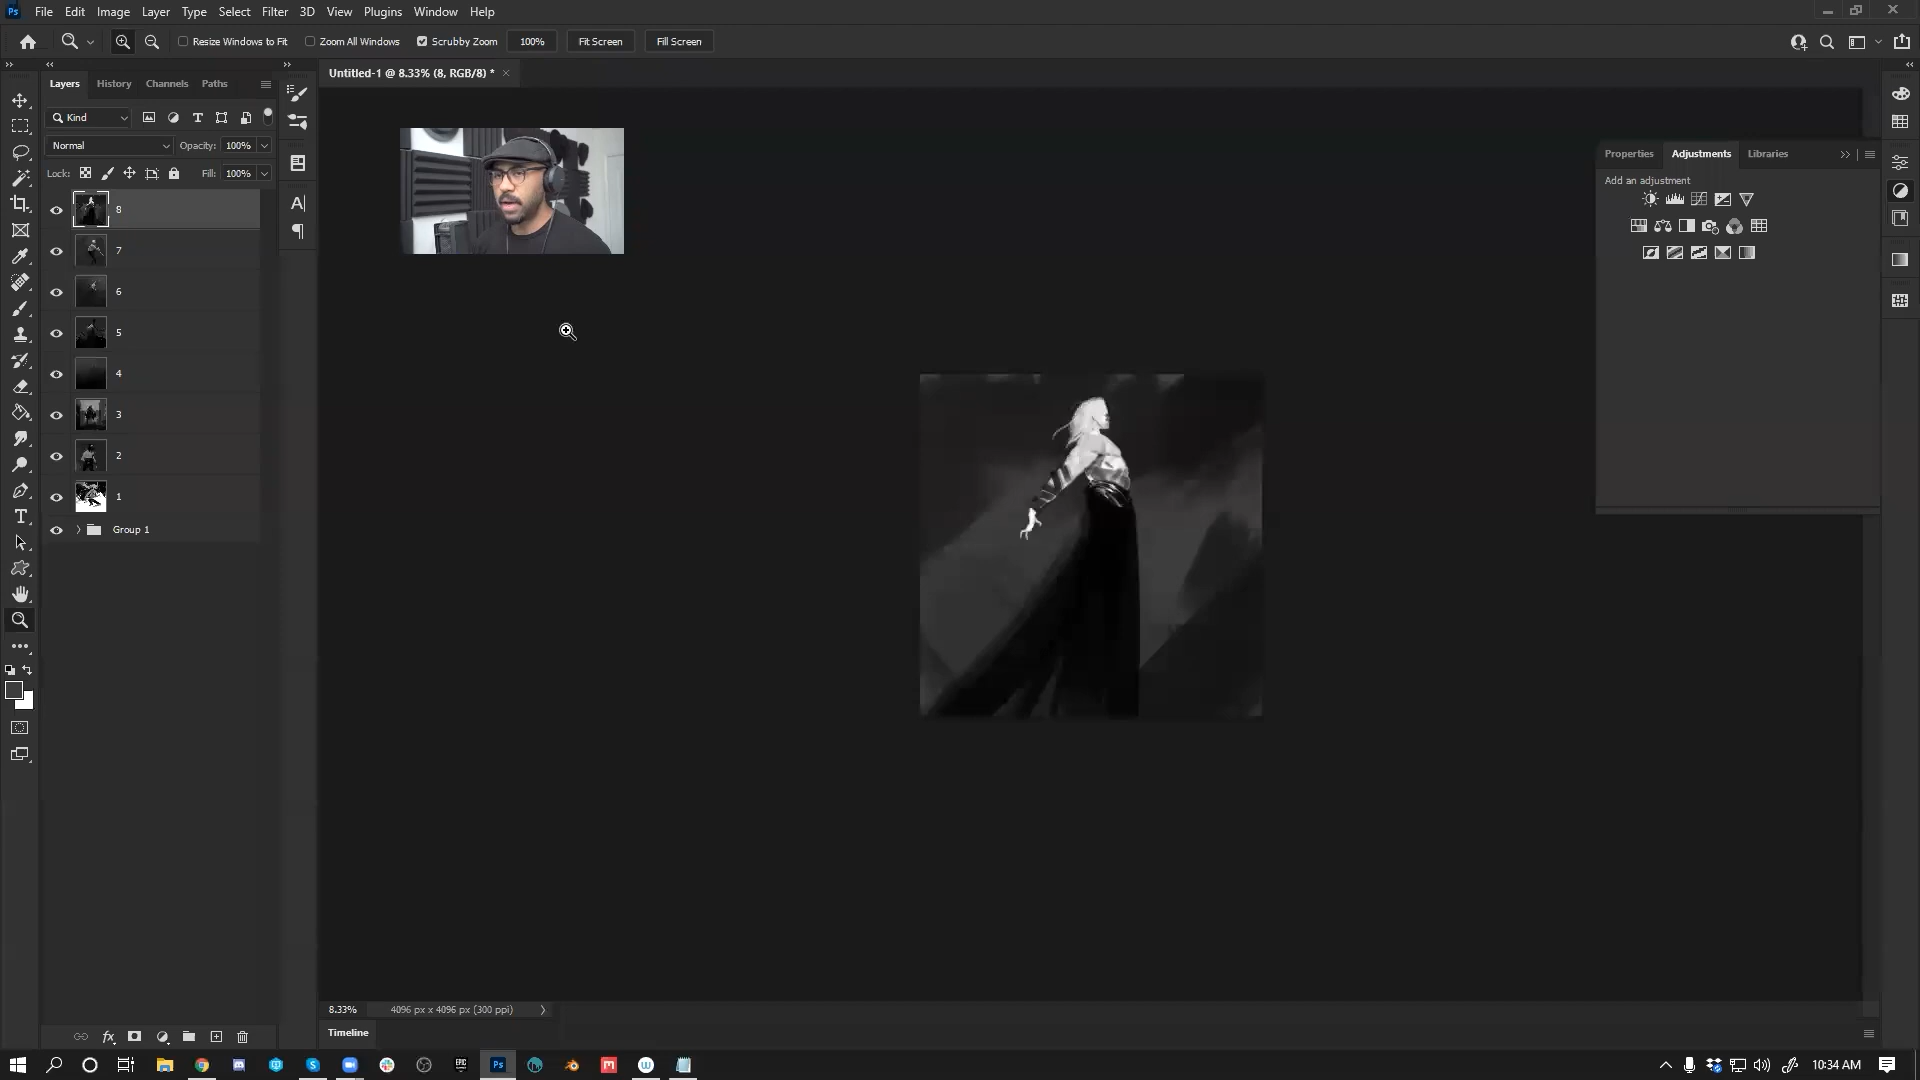 Ps File Edit Image Layer Type Select Filter 3D View Plugins Window Help
Resize Windows to Fit Zoom All Windows Scrubby Zoom 100% Fit Screen Fill Screen
Layers History Channels Paths
Untitled-1 @ 8.33% (8, RGB/8) *
Kind
Normal Opacity: 100%
Lock: Fill: 100%
8
7
6
5
4
3
2
1
Group 1
Properties Adjustments Libraries
Add an adjustment
8.33% 4096 px x 4096 px (300 ppi)
Timeline
10:34 AM